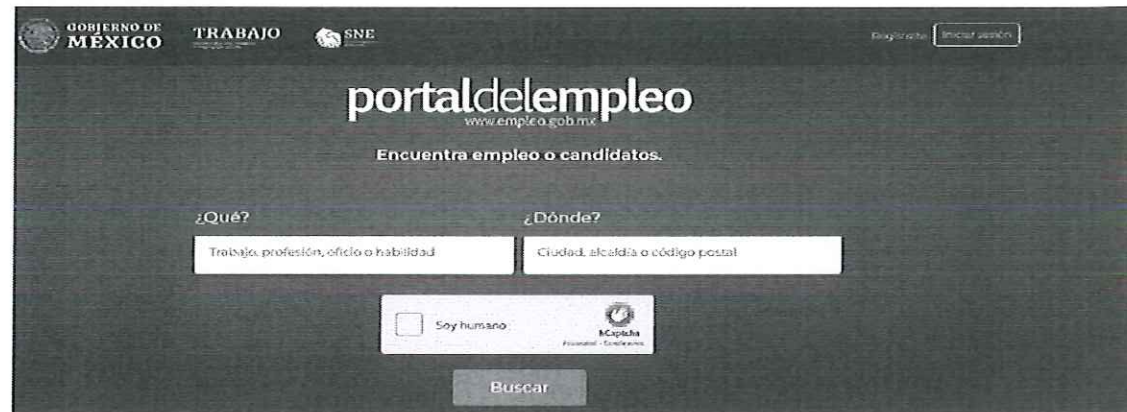 GOBIERNO DE
MÉXICO
TRABAJO
SNE
Regístrate
Iniciar sesión
portaldelempleo
www.empleo.gob.mx
Encuentra empleo o candidatos.
¿Qué?
¿Dónde?
Trabajo, profesión, oficio o habilidad
Ciudad, alcaldía o código postal
Soy humano
hCaptcha
Buscar